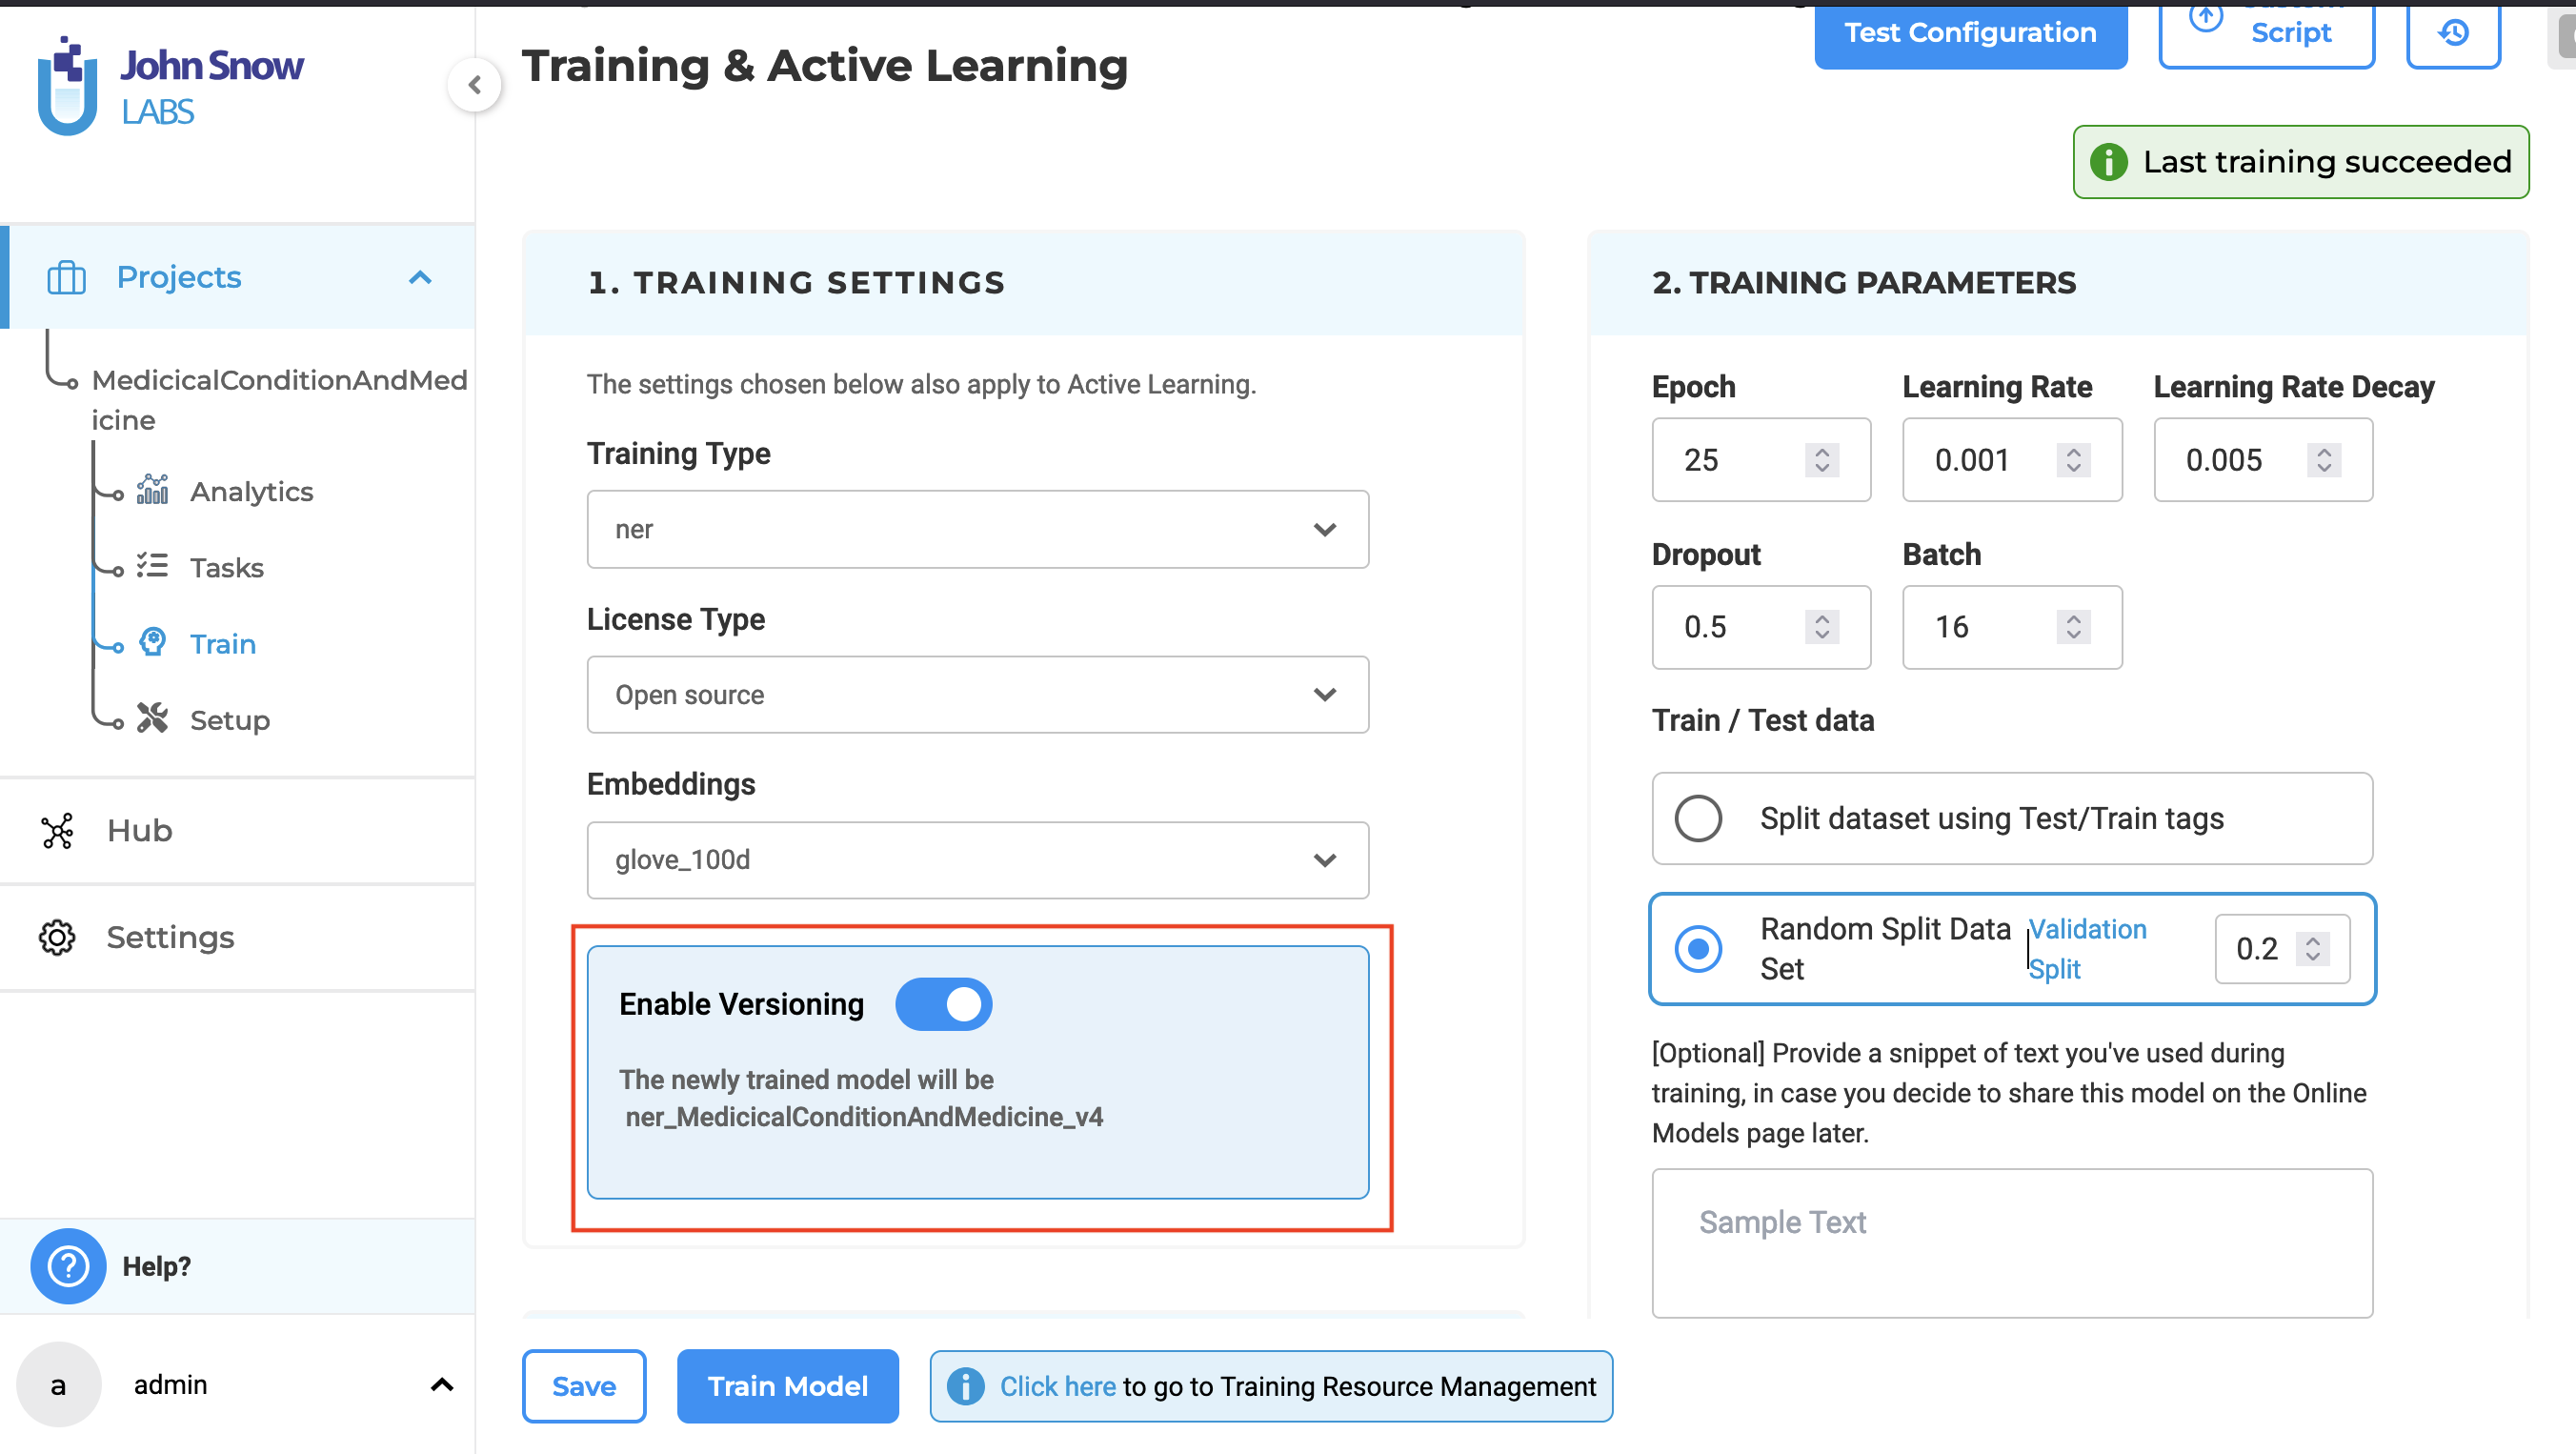 John Snow
LABS
Training & Active Learning
Test Configuration
Script
Last training succeeded
Projects
MedicicalConditionAndMed
icine
Analytics
Tasks
Train
Setup
Hub
Settings
Help?
a
admin
1. TRAINING SETTINGS
The settings chosen below also apply to Active Learning.
Training Type
ner
License Type
Open source
Embeddings
glove_100d
Enable Versioning
The newly trained model will be
ner_MedicicalConditionAndMedicine_v4
2. TRAINING PARAMETERS
Epoch
Learning Rate
Learning Rate Decay
25
0.001
0.005
Dropout
Batch
0.5
16
Train / Test data
Split dataset using Test/Train tags
Random Split Data
Set
Validation
Split
0.2
[Optional] Provide a snippet of text you've used during
training, in case you decide to share this model on the Online
Models page later.
Sample Text
Save
Train Model
Click here to go to Training Resource Management